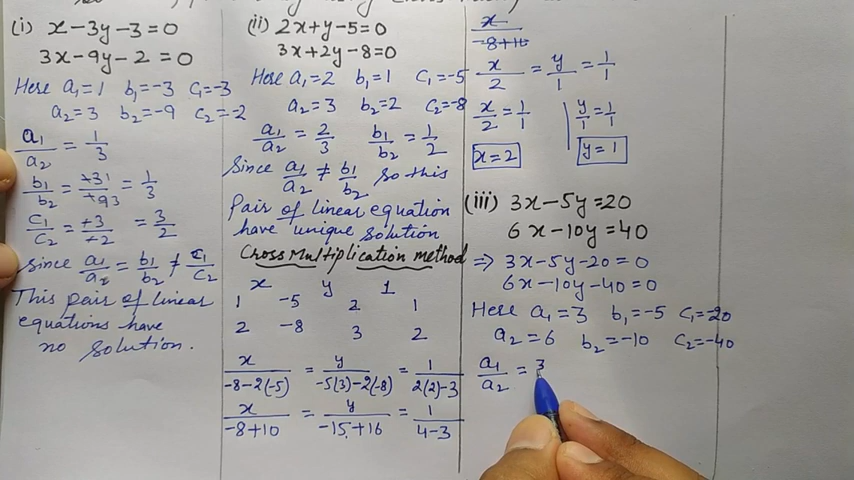 (i) x-3y-3=0
3x-9y-2=0
Here a₁=1 b₁=-3 c₁=-3
a₂=3 b₂=-9 c₂=-2
a₁/a₂ = 1/3
b₁/b₂ = +3¹/+93 = 1/3
c₁/c₂ = +3/+2 = 3/2
Since a₁/a₂ = b₁/b₂ ≠ c₁/c₂
This pair of linear
equations have
no solution.
(ii) 2x+y-5=0
3x+2y-8=0
Here a₁=2 b₁=1 c₁=-5
a₂=3 b₂=2 c₂=-8
a₁/a₂ = 2/3 b₁/b₂ = 1/2
Since a₁/a₂ ≠ b₁/b₂ So this
Pair of linear equation
have unique solution
Cross Multiplication method
x y 1
1 -5 2 1
2 -8 3 2
x/-8-2(-5) = y/-5(3)-2(-8) = 1/2(2)-3
x/-8+10 = y/-15+16 = 1/4-3
x/-8+10
x/2 = y/1 = 1/1
x/2 = 1/1 y/1 = 1/1
x=2 y=1
(iii) 3x-5y=20
6x-10y=40
⇒ 3x-5y-20=0
6x-10y-40=0
Here a₁=3 b₁=-5 c₁=-20
a₂=6 b₂=-10 c₂=-40
a₁/a₂ = 3